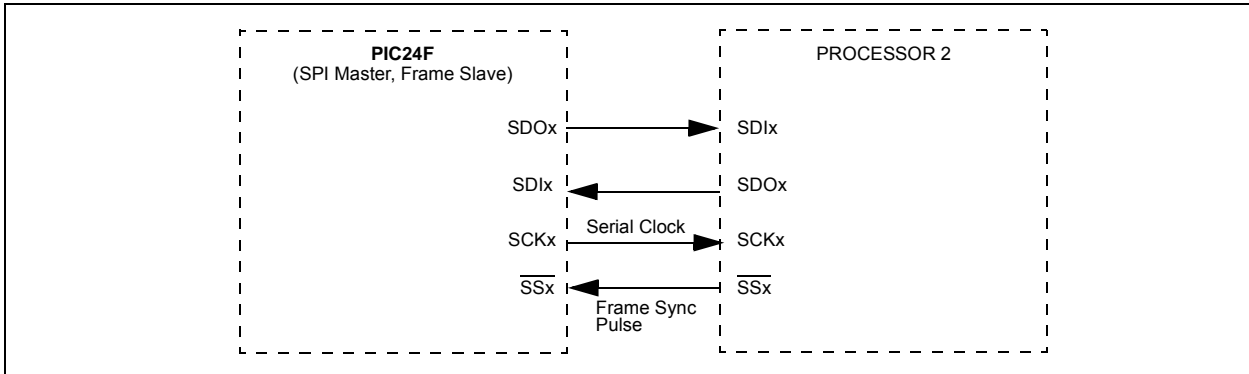 PIC24F
(SPI Master, Frame Slave)
PROCESSOR 2
SDOx
SDIx
SDIx
SDOx
Serial Clock
SCKx
SCKx
SSx
SSx
Frame Sync
Pulse